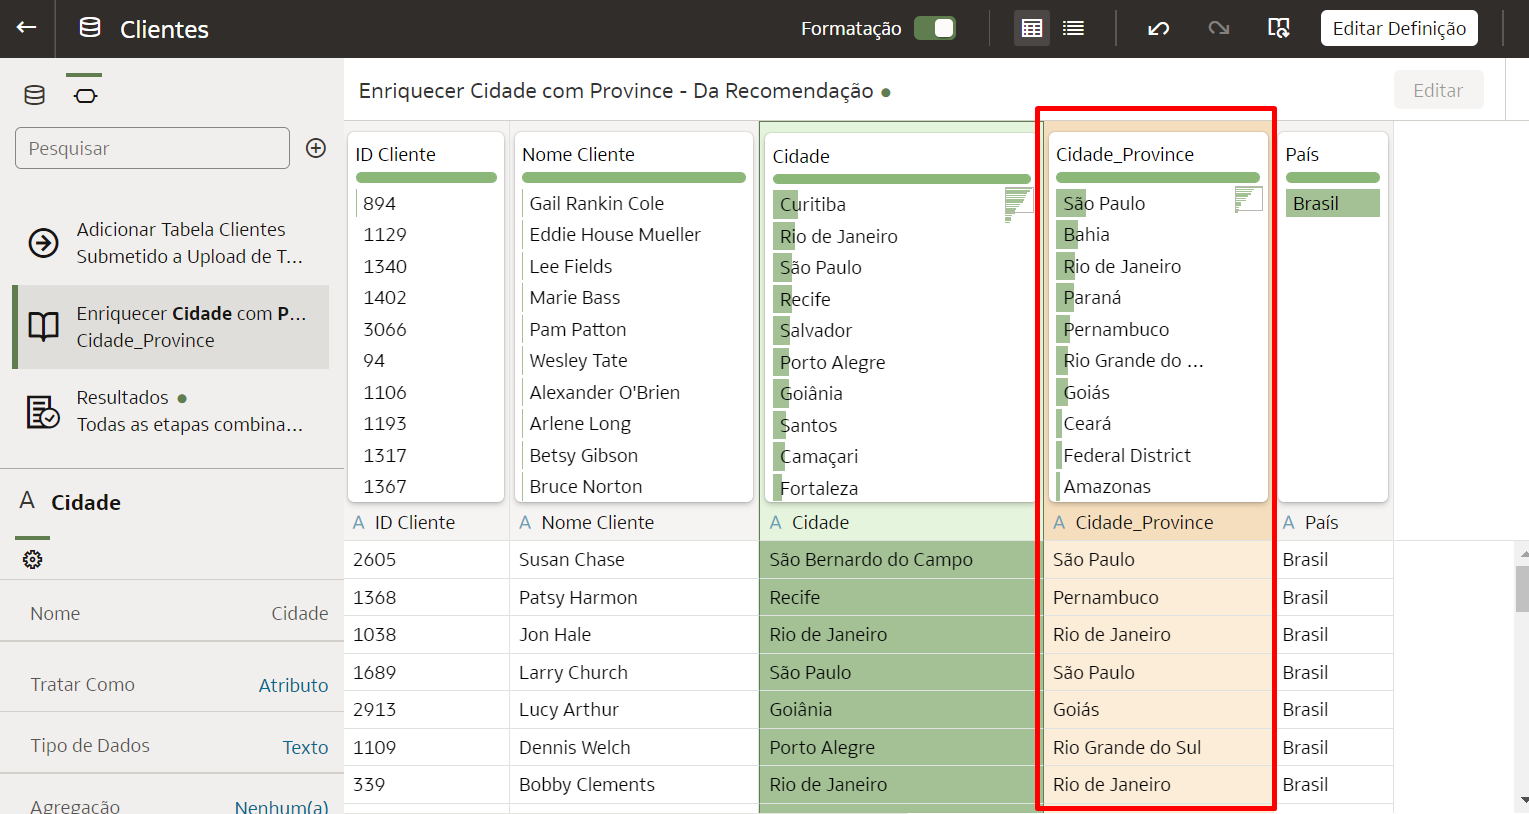 Clientes
Formatação
Editar Definição
Enriquecer Cidade com Province - Da Recomendação
Editar
Pesquisar
Adicionar Tabela Clientes
Submetido a Upload de T...
Enriquecer Cidade com P...
Cidade_Province
Resultados
Todas as etapas combina...
A Cidade
Nome Cidade
Tratar Como Atributo
Tipo de Dados Texto
Agregação Nenhum(a)
ID Cliente
894
1129
1340
1402
3066
94
1106
1193
1317
1367
Nome Cliente
Gail Rankin Cole
Eddie House Mueller
Lee Fields
Marie Bass
Pam Patton
Wesley Tate
Alexander O'Brien
Arlene Long
Betsy Gibson
Bruce Norton
Cidade
Curitiba
Rio de Janeiro
São Paulo
Recife
Salvador
Porto Alegre
Goiânia
Santos
Camaçari
Fortaleza
Cidade_Province
São Paulo
Bahia
Rio de Janeiro
Paraná
Pernambuco
Rio Grande do ...
Goiás
Ceará
Federal District
Amazonas
País
Brasil
A ID Cliente A Nome Cliente A Cidade A Cidade_Province A País
2605 Susan Chase São Bernardo do Campo São Paulo Brasil
1368 Patsy Harmon Recife Pernambuco Brasil
1038 Jon Hale Rio de Janeiro Rio de Janeiro Brasil
1689 Larry Church São Paulo São Paulo Brasil
2913 Lucy Arthur Goiânia Goiás Brasil
1109 Dennis Welch Porto Alegre Rio Grande do Sul Brasil
339 Bobby Clements Rio de Janeiro Rio de Janeiro Brasil